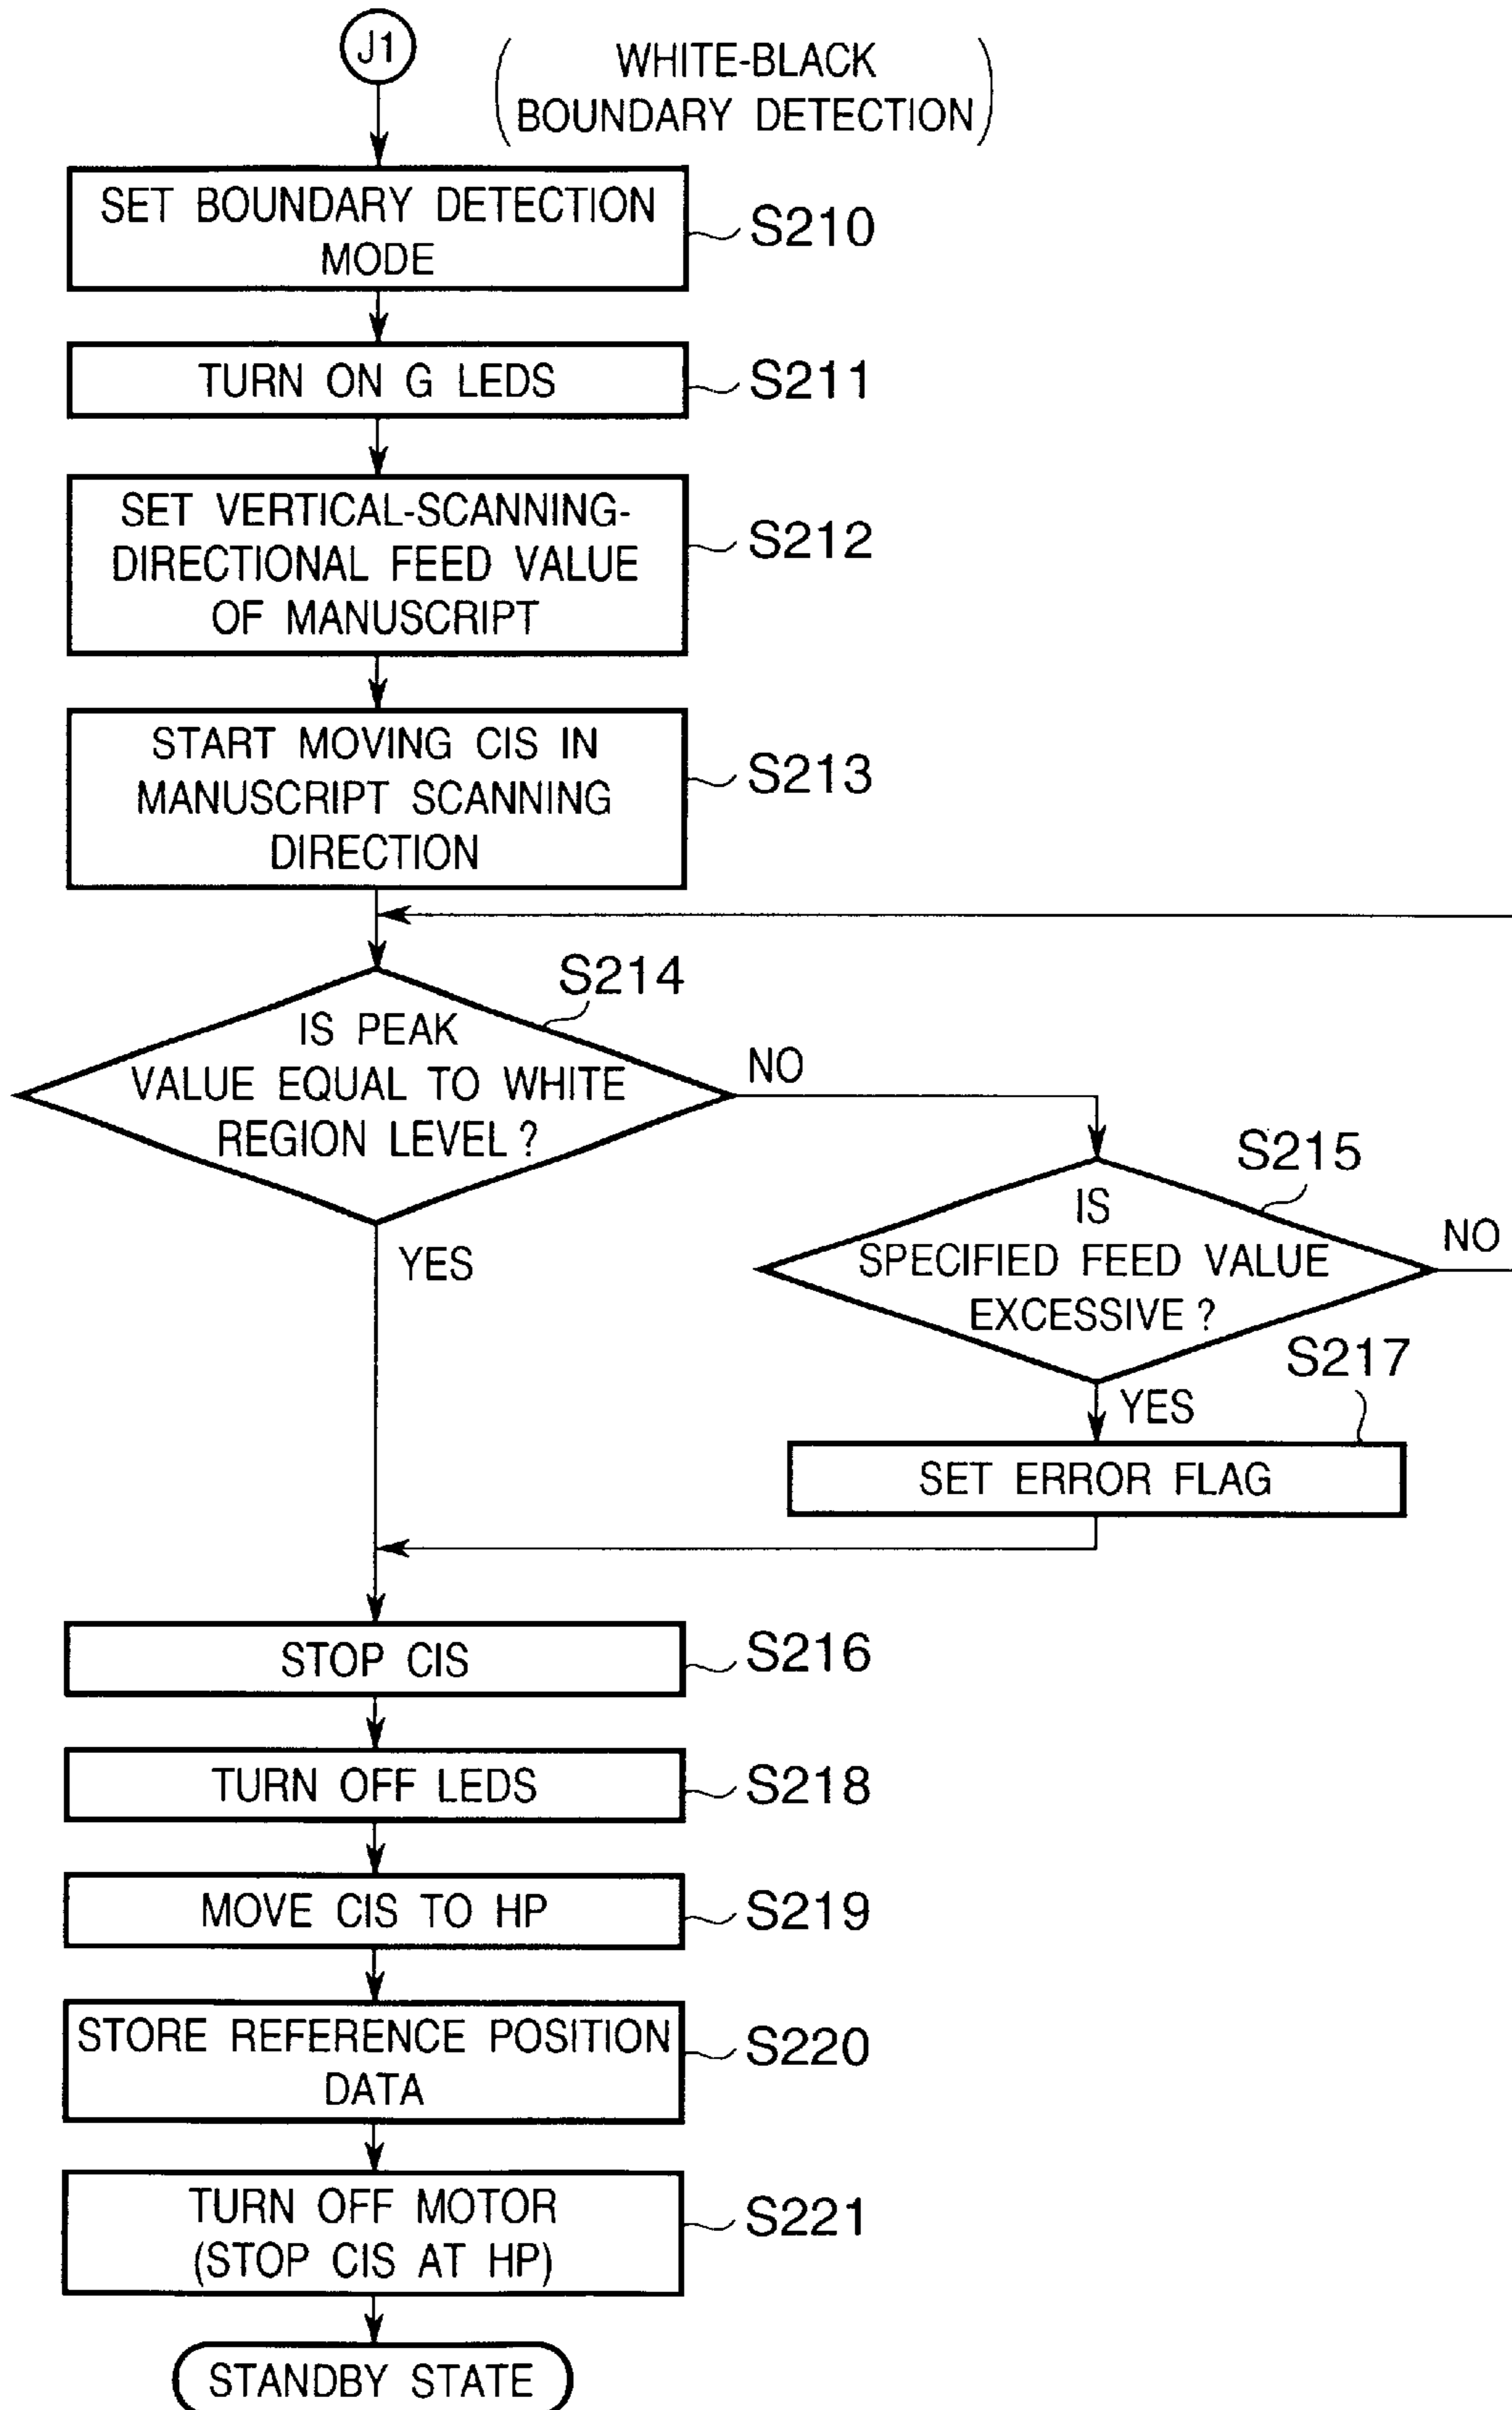 J1
WHITE-BLACK
BOUNDARY DETECTION
SET BOUNDARY DETECTION
MODE
S210
TURN ON G LEDS
S211
SET VERTICAL-SCANNING-
DIRECTIONAL FEED VALUE
OF MANUSCRIPT
S212
START MOVING CIS IN
MANUSCRIPT SCANNING
DIRECTION
S213
S214
IS PEAK
VALUE EQUAL TO WHITE
REGION LEVEL?
NO
YES
S215
IS
SPECIFIED FEED VALUE
EXCESSIVE?
NO
YES
S217
SET ERROR FLAG
STOP CIS
S216
TURN OFF LEDS
S218
MOVE CIS TO HP
S219
STORE REFERENCE POSITION
DATA
S220
TURN OFF MOTOR
(STOP CIS AT HP)
S221
STANDBY STATE